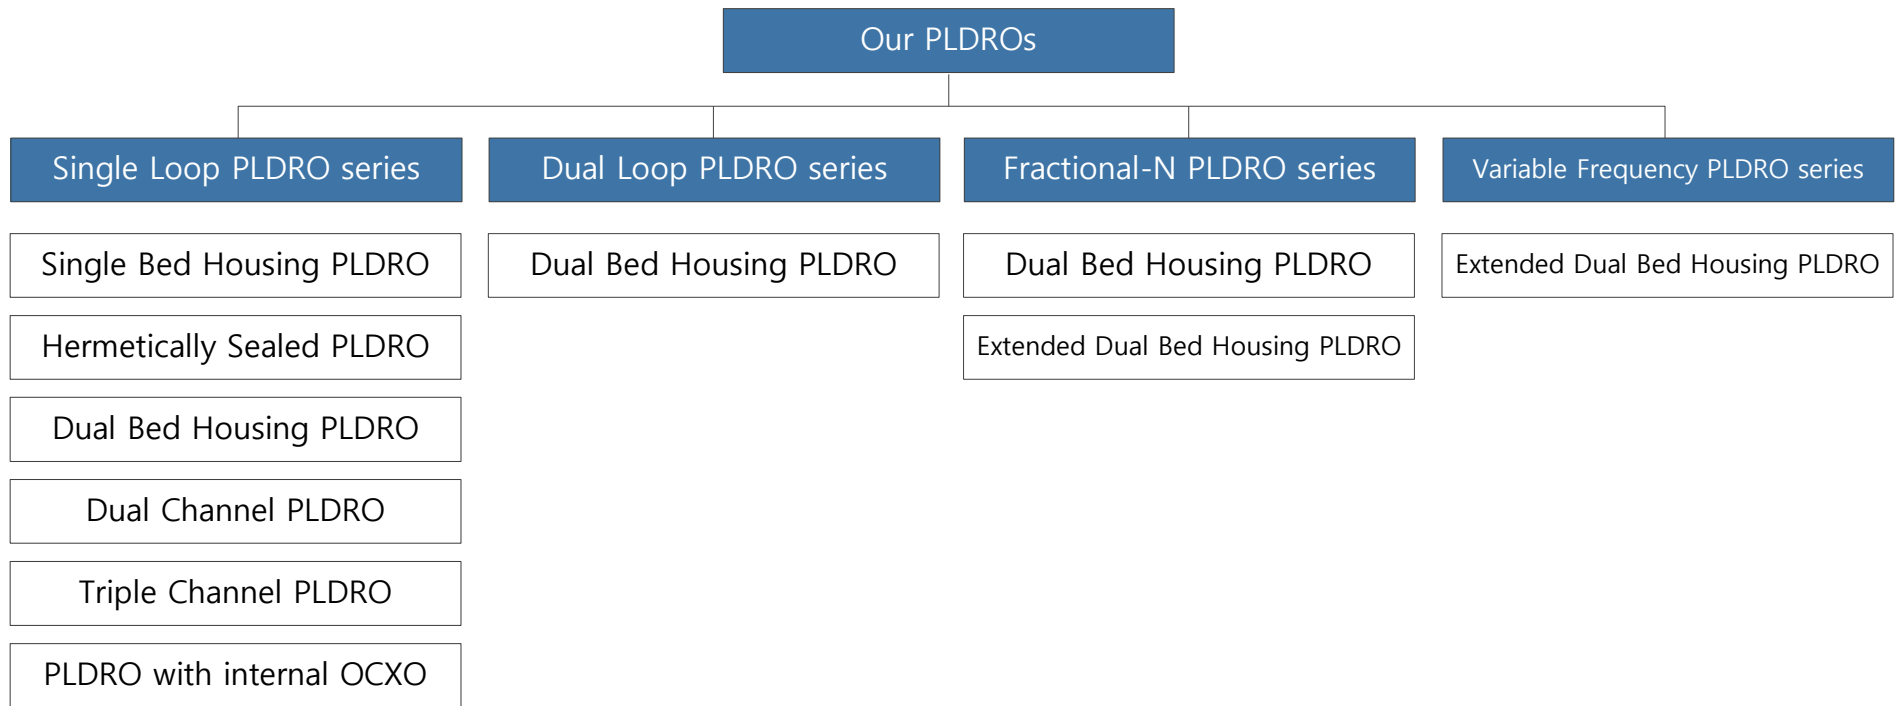 Our PLDROs
Single Loop PLDRO series
Dual Loop PLDRO series
Fractional-N PLDRO series
Variable Frequency PLDRO series
Single Bed Housing PLDRO
Dual Bed Housing PLDRO
Dual Bed Housing PLDRO
Extended Dual Bed Housing PLDRO
Hermetically Sealed PLDRO
Extended Dual Bed Housing PLDRO
Dual Bed Housing PLDRO
Dual Channel PLDRO
Triple Channel PLDRO
PLDRO with internal OCXO